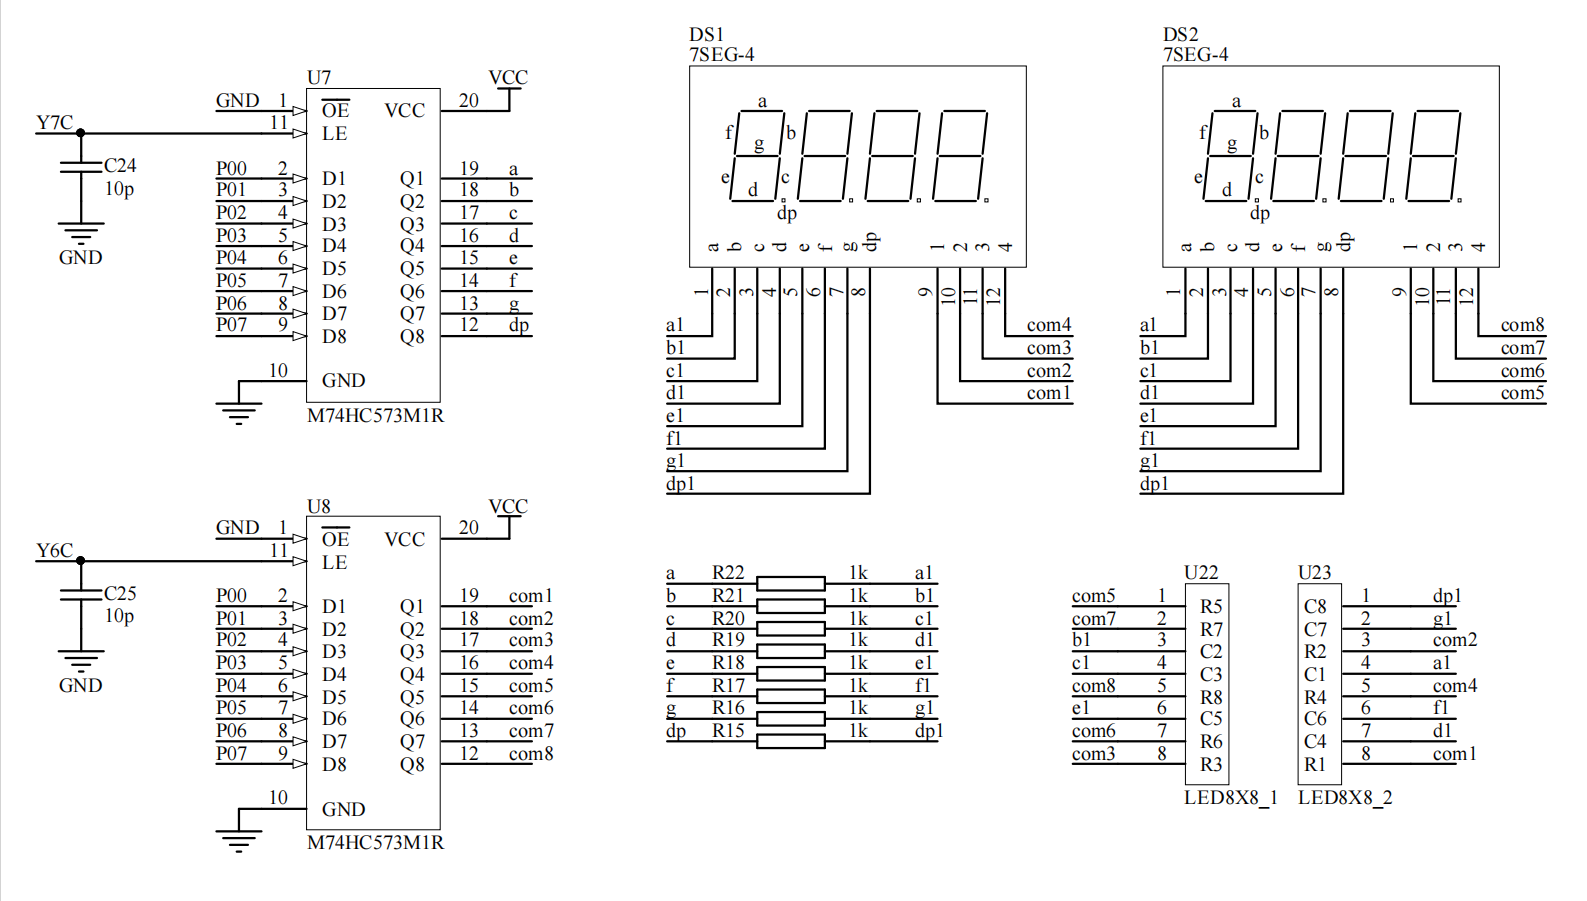 U7
VCC
GND 1 OE VCC 20
Y7C 11 LE
C24
10p
GND
P00 2 D1 Q1 19 a
P01 3 D2 Q2 18 b
P02 4 D3 Q3 17 c
P03 5 D4 Q4 16 d
P04 6 D5 Q5 15 e
P05 7 D6 Q6 14 f
P06 8 D7 Q7 13 g
P07 9 D8 Q8 12 dp
10 GND
M74HC573M1R
DS1
7SEG-4
a
f b
g
e c
d
dp
a b c d e f g dp 1 2 3 4
1 2 3 4 5 6 7 8 9 10 11 12
a1 com4
b1 com3
c1 com2
d1 com1
e1
f1
g1
dp1
DS2
7SEG-4
a
f b
g
e c
d
dp
a b c d e f g dp 1 2 3 4
1 2 3 4 5 6 7 8 9 10 11 12
a1 com8
b1 com7
c1 com6
d1 com5
e1
f1
g1
dp1
U8
VCC
GND 1 OE VCC 20
Y6C 11 LE
C25
10p
GND
P00 2 D1 Q1 19 com1
P01 3 D2 Q2 18 com2
P02 4 D3 Q3 17 com3
P03 5 D4 Q4 16 com4
P04 6 D5 Q5 15 com5
P05 7 D6 Q6 14 com6
P06 8 D7 Q7 13 com7
P07 9 D8 Q8 12 com8
10 GND
M74HC573M1R
a R22 1k a1
b R21 1k b1
c R20 1k c1
d R19 1k d1
e R18 1k e1
f R17 1k f1
g R16 1k g1
dp R15 1k dp1
U22
com5 1 R5
com7 2 R7
b1 3 C2
c1 4 C3
com8 5 R8
e1 6 C5
com6 7 R6
com3 8 R3
LED8X8_1
U23
C8 1 dp1
C7 2 g1
R2 3 com2
C1 4 a1
R4 5 com4
C6 6 f1
C4 7 d1
R1 8 com1
LED8X8_2